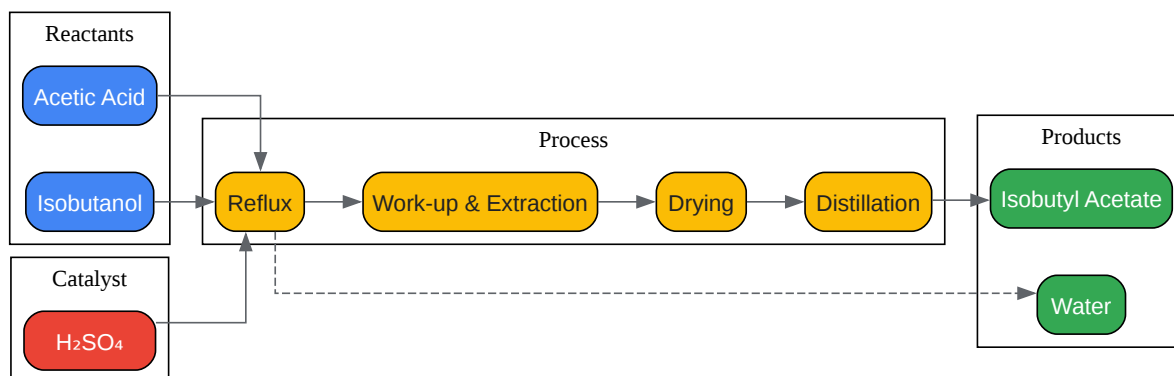 Reactants
Acetic Acid
Isobutanol
Catalyst
H₂SO₄
Process
Reflux
Work-up & Extraction
Drying
Distillation
Products
Isobutyl Acetate
Water